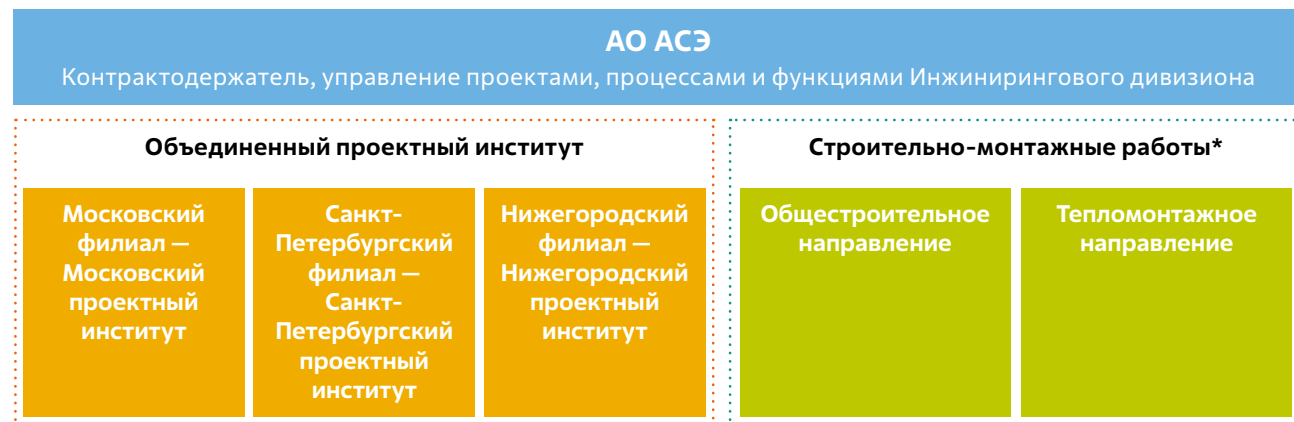 АО АСЭ
Контрактодержатель, управление проектами, процессами и функциями Инжинирингового дивизиона
Объединенный проектный институт
Московский
филиал —
Московский
проектный
институт
Санкт-
Петербургский
филиал —
Санкт-
Петербургский
проектный
институт
Нижегородский
филиал —
Нижегородский
проектный
институт
Строительно-монтажные работы*
Общестроительное
направление
Тепломонтажное
направление